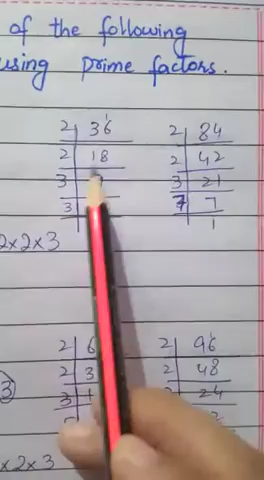 of the following
using prime factors.
2 36 2 84
2 18 2 42
3 3 21
3 7 7
1
2×2×3
2 6 2 96
2 3 2 48
3 24
3
×2×3